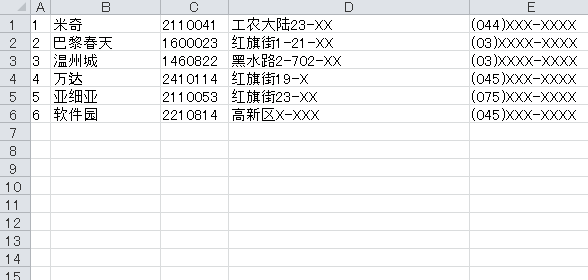 A B C D E
1 1 米奇 2110041 工农大陆23-XX (044)XXX-XXXX
2 2 巴黎春天 1600023 红旗街1-21-XX (03)XXX-XXXX
3 3 温州城 1460822 黑水路2-702-XX (03)XXX-XXXX
4 4 万达 2410114 红旗街19-X (045)XXX-XXXX
5 5 亚细亚 2110053 红旗街23-XX (075)XXX-XXXX
6 6 软件园 2210814 高新区X-XXX (045)XXX-XXXX
7
8
9
10
11
12
13
14
15